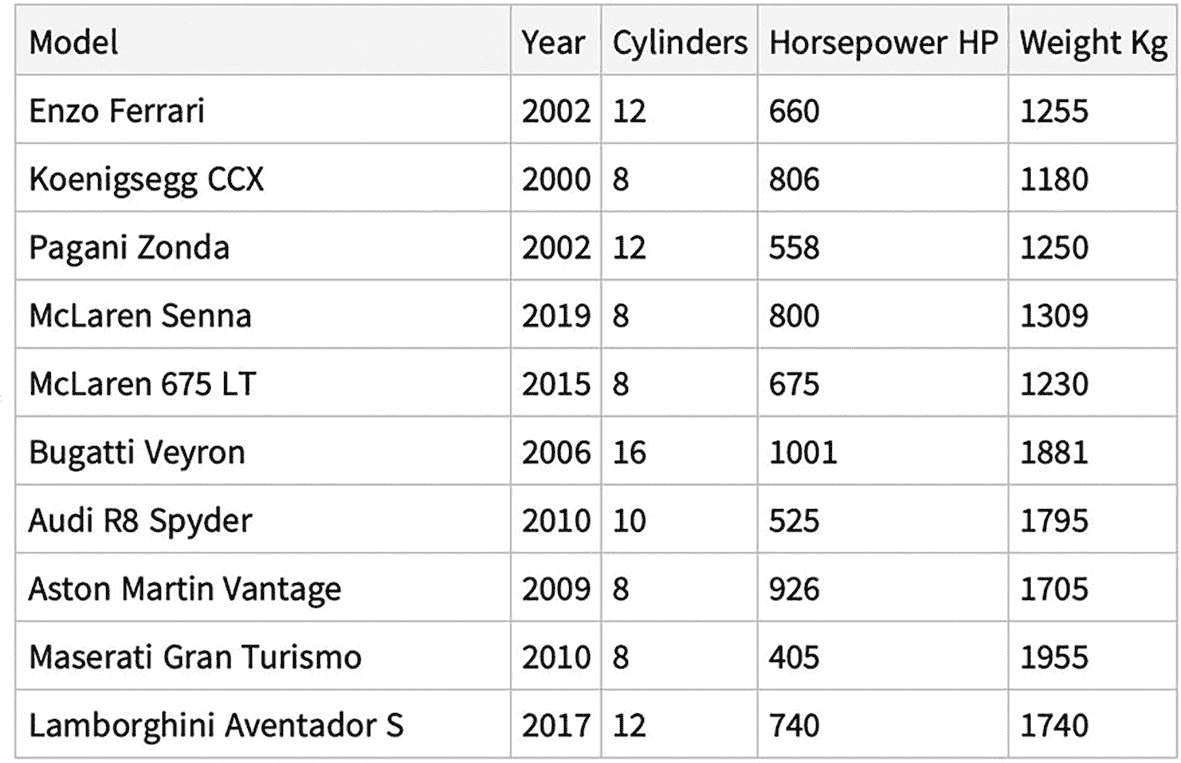 Model Year Cylinders Horsepower HP Weight Kg
Enzo Ferrari 2002 12 660 1255
Koenigsegg CCX 2000 8 806 1180
Pagani Zonda 2002 12 558 1250
McLaren Senna 2019 8 800 1309
McLaren 675 LT 2015 8 675 1230
Bugatti Veyron 2006 16 1001 1881
Audi R8 Spyder 2010 10 525 1795
Aston Martin Vantage 2009 8 926 1705
Maserati Gran Turismo 2010 8 405 1955
Lamborghini Aventador S 2017 12 740 1740